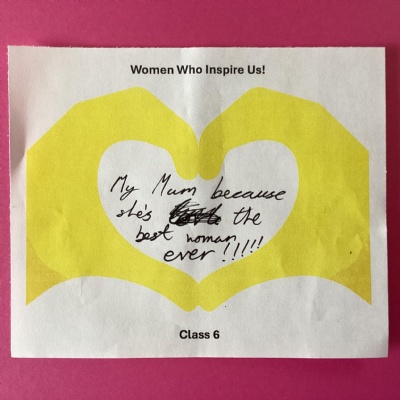 Women Who Inspire Us!
My Mum because
she's the
best woman
ever !!!!!
Class 6